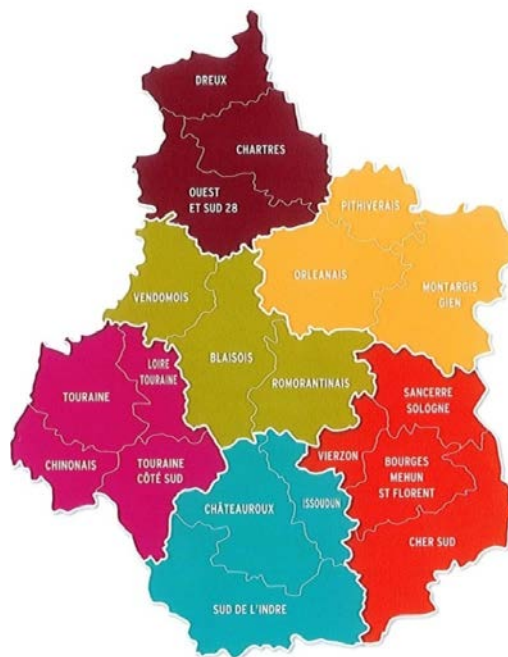 DREUX
CHARTRES
OUEST
ET SUD 28
PITHIVERAIS
ORLEANAIS
MONTARGIS
GIEN
VENDOMOIS
BLAISOIS
ROMORANTINAIS
LOIRE
TOURAINE
TOURAINE
CHINONAIS
TOURAINE
CÔTÉ SUD
SANCERRE
SOLOGNE
VIERZON
BOURGES
MEHUN
ST FLORENT
CHER SUD
CHÂTEAUROUX
ISSOUDUN
SUD DE L'INDRE